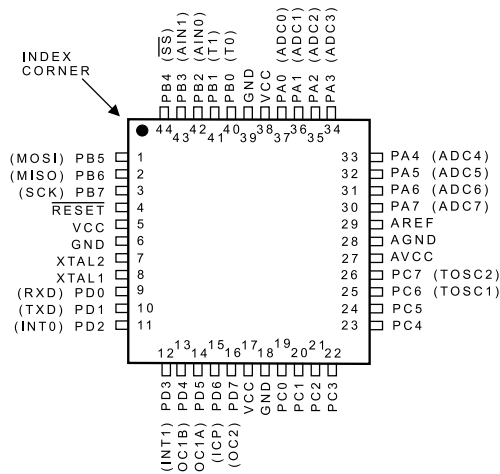 INDEX
CORNER
PB4 (SS)
PB3 (AIN1)
PB2 (AIN0)
PB1 (T1)
PB0 (T0)
GND
VCC
PA0 (ADC0)
PA1 (ADC1)
PA2 (ADC2)
PA3 (ADC3)
44
43
42
41
40
39
38
37
36
35
34
(MOSI) PB5 1
(MISO) PB6 2
(SCK) PB7 3
RESET 4
VCC 5
GND 6
XTAL2 7
XTAL1 8
(RXD) PD0 9
(TXD) PD1 10
(INT0) PD2 11
33 PA4 (ADC4)
32 PA5 (ADC5)
31 PA6 (ADC6)
30 PA7 (ADC7)
29 AREF
28 AGND
27 AVCC
26 PC7 (TOSC2)
25 PC6 (TOSC1)
24 PC5
23 PC4
12
13
14
15
16
17
18
19
20
21
22
(INT1) PD3
OC1B) PD4
OC1A) PD5
(ICP) PD6
(OC2) PD7
VCC
GND
PC0
PC1
PC2
PC3